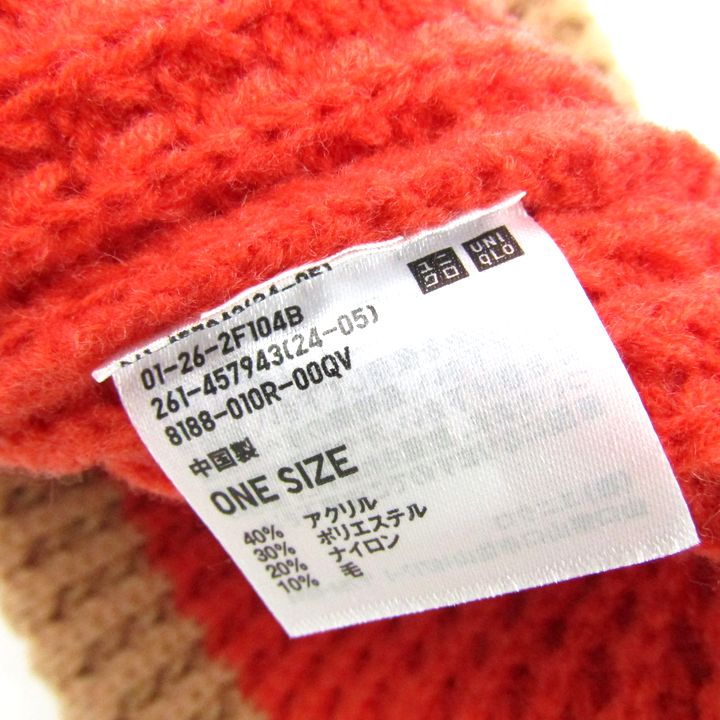 ユニクロ
UNIQLO
01-26-2F104B
261-457943(24-05)
8188-010R-00QV
中国製
ONE SIZE
40% アクリル
30% ポリエステル
20% ナイロン
10% 毛